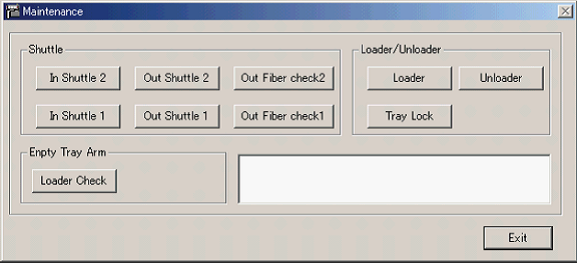 Maintenance
Shuttle
In Shuttle 2 Out Shuttle 2 Out Fiber check2
In Shuttle 1 Out Shuttle 1 Out Fiber check1
Loader/Unloader
Loader Unloader
Tray Lock
Enpty Tray Arm
Loader Check
Exit